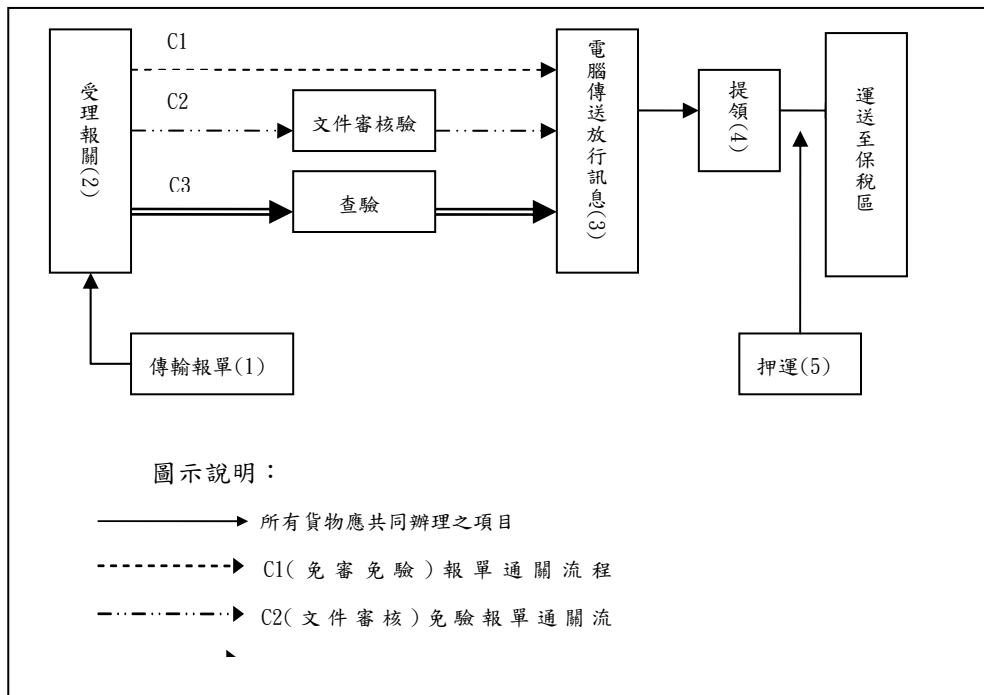 C1
C2
C3
受理報關(2)
文件審核驗
查驗
電腦傳送放行訊息(3)
提領(4)
運送至保稅區
傳輸報單(1)
押運(5)
圖示說明：
所有貨物應共同辦理之項目
C1(免審免驗)報單通關流程
C2(文件審核)免驗報單通關流